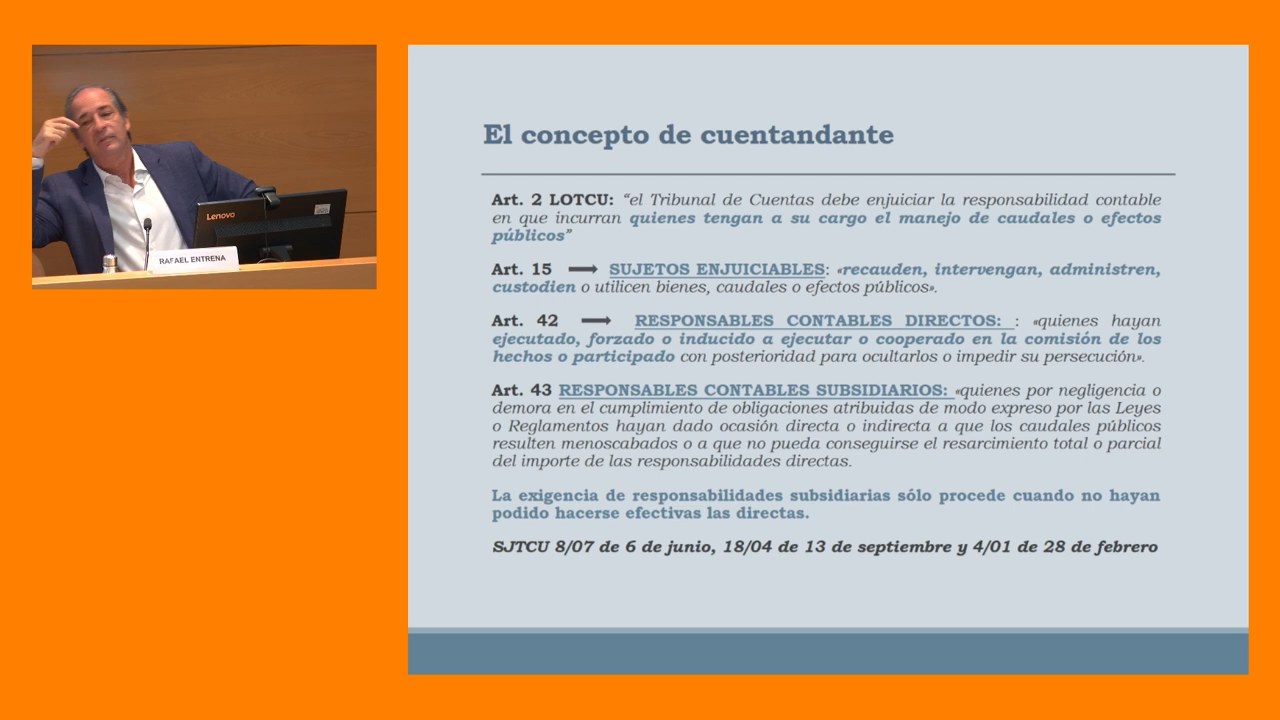 Lenovo
RAFAEL ENTRENA
El concepto de cuentandante
Art. 2 LOTCU: “el Tribunal de Cuentas debe enjuiciar la responsabilidad contable
en que incurran quienes tengan a su cargo el manejo de caudales o efectos
públicos”
Art. 15 ➡ SUJETOS ENJUICIABLES: «recauden, intervengan, administren,
custodien o utilicen bienes, caudales o efectos públicos».
Art. 42 ➡ RESPONSABLES CONTABLES DIRECTOS: : «quienes hayan
ejecutado, forzado o inducido a ejecutar o cooperado en la comisión de los
hechos o participado con posterioridad para ocultarlos o impedir su persecución».
Art. 43 RESPONSABLES CONTABLES SUBSIDIARIOS: «quienes por negligencia o
demora en el cumplimiento de obligaciones atribuidas de modo expreso por las Leyes
o Reglamentos hayan dado ocasión directa o indirecta a que los caudales públicos
resulten menoscabados o a que no pueda conseguirse el resarcimiento total o parcial
del importe de las responsabilidades directas.
La exigencia de responsabilidades subsidiarias sólo procede cuando no hayan
podido hacerse efectivas las directas.
SJTCU 8/07 de 6 de junio, 18/04 de 13 de septiembre y 4/01 de 28 de febrero